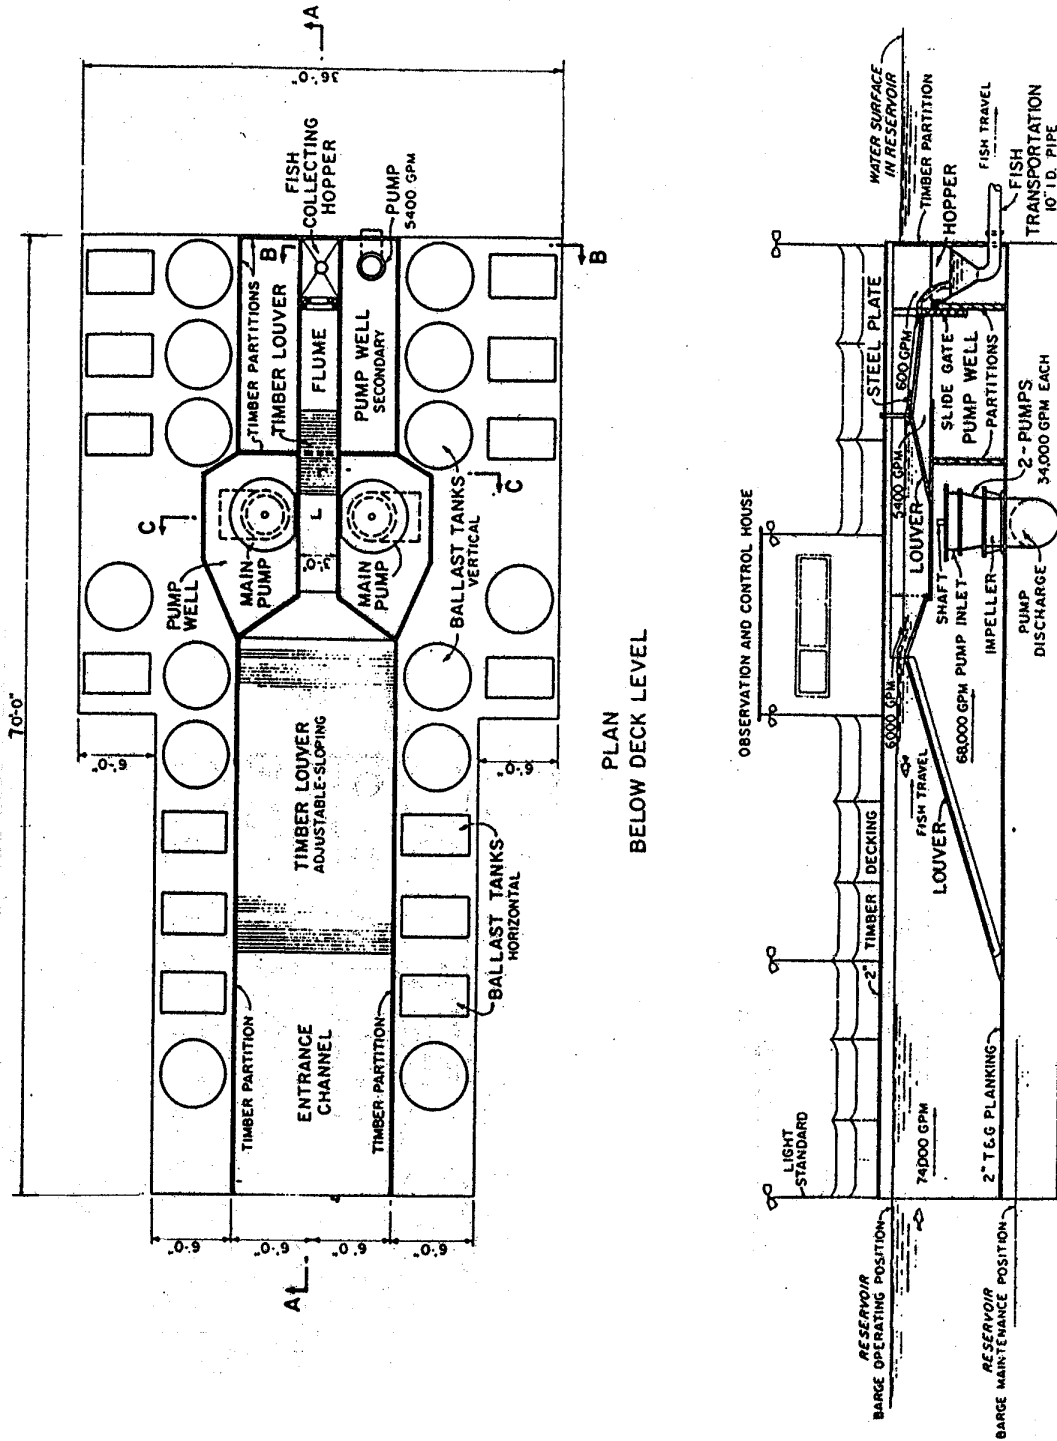 70'-0"
A
36'-0"
6'-0"
6'-0"
FISH
COLLECTING
HOPPER
PUMP
5400 GPM
B
B
TIMBER PARTITIONS
TIMBER LOUVER
FLUME
PUMP WELL
SECONDARY
C
C
PUMP
WELL
MAIN
PUMP
MAIN
PUMP
L
3'-0"
BALLAST TANKS
VERTICAL
TIMBER LOUVER
ADJUSTABLE-SLOPING
BALLAST TANKS
HORIZONTAL
TIMBER PARTITION
ENTRANCE
CHANNEL
TIMBER PARTITION
6'-0"
6'-0"
6'-0"
6'-0"
A
PLAN
BELOW DECK LEVEL
OBSERVATION AND CONTROL HOUSE
WATER SURFACE
IN RESERVOIR
TIMBER PARTITION
HOPPER
FISH TRAVEL
FISH
TRANSPORTATION
10" I.D. PIPE
STEEL PLATE
600 GPM
SLIDE GATE
PUMP WELL
PARTITIONS
5400 GPM
LOUVER
2-PUMPS
34,000 GPM EACH
SHAFT
PUMP INLET
IMPELLER
PUMP
DISCHARGE
6000 GPM
68,000 GPM
FISH TRAVEL
LOUVER
2" TIMBER DECKING
LIGHT
STANDARD
74000 GPM
2" T&G PLANKING
RESERVOIR
BARGE OPERATING POSITION
RESERVOIR
BARGE MAINTENANCE POSITION